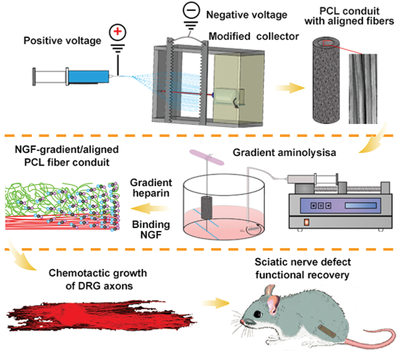 Negative voltage
Positive voltage
Modified collector
PCL conduit
with aligned fibers
NGF-gradient/aligned
PCL fiber conduit
Gradient aminolysisa
Gradient
heparin
Binding
NGF
Chemotactic growth
of DRG axons
Sciatic nerve defect
functional recovery